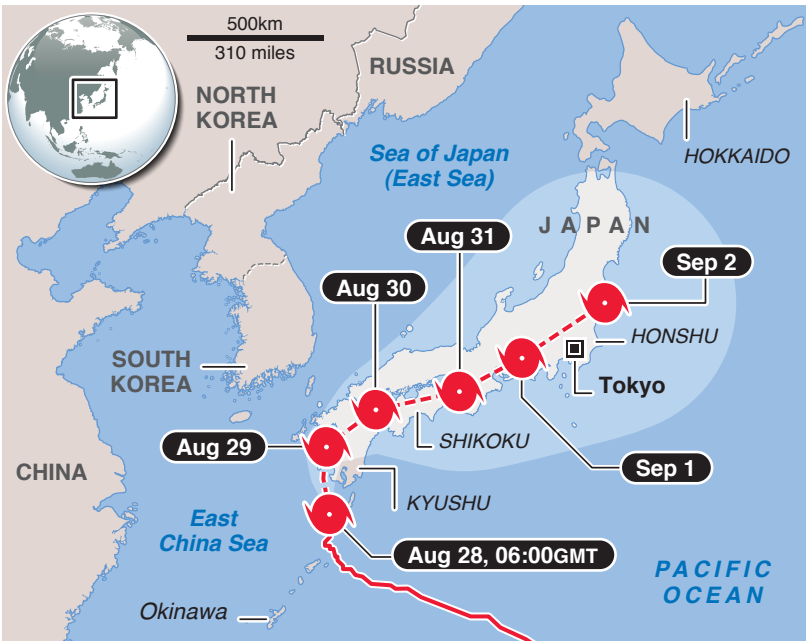 500km
310 miles
RUSSIA
NORTH
KOREA
Sea of Japan
(East Sea)
HOKKAIDO
JAPAN
Aug 31
Sep 2
Aug 30
HONSHU
SOUTH
KOREA
Tokyo
Aug 29
SHIKOKU
Sep 1
CHINA
KYUSHU
East
China Sea
Aug 28, 06:00GMT
PACIFIC
OCEAN
Okinawa